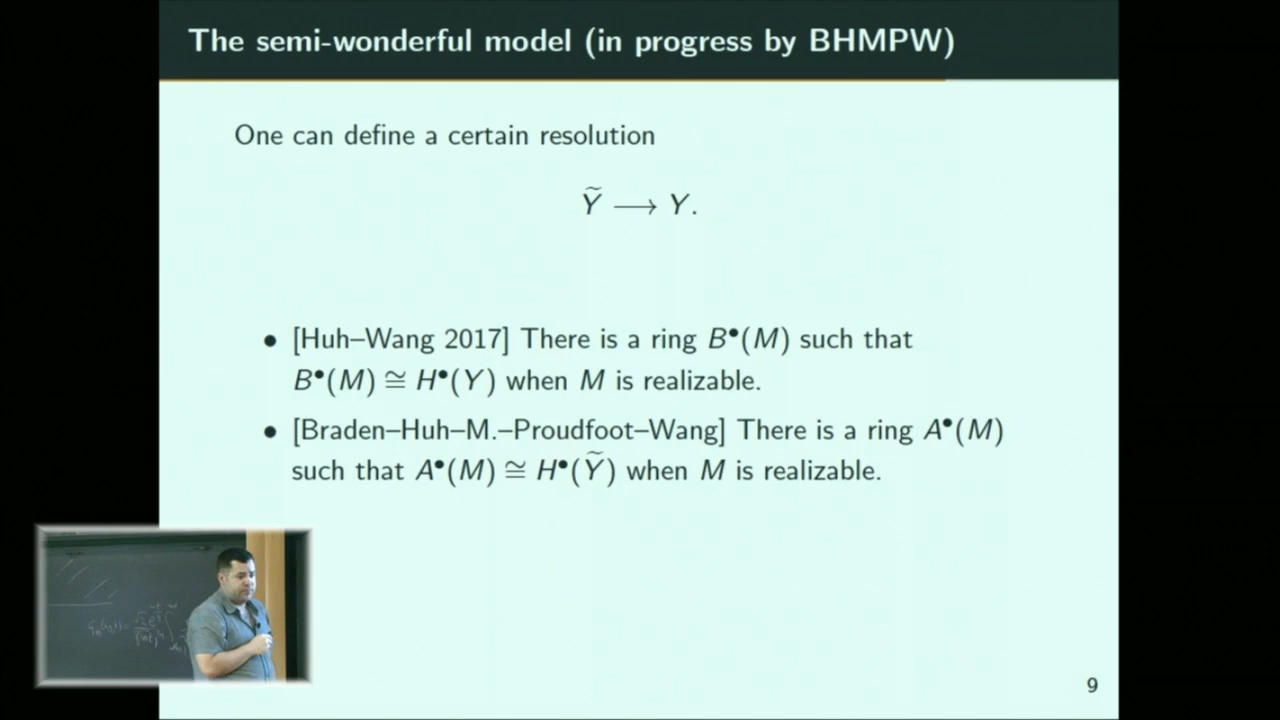 The semi-wonderful model (in progress by BHMPW)
One can define a certain resolution
Ỹ ⟶ Y.
• [Huh–Wang 2017] There is a ring B•(M) such that
B•(M) ≅ H•(Y) when M is realizable.
• [Braden–Huh–M.–Proudfoot–Wang] There is a ring A•(M)
such that A•(M) ≅ H•(Ỹ) when M is realizable.
9